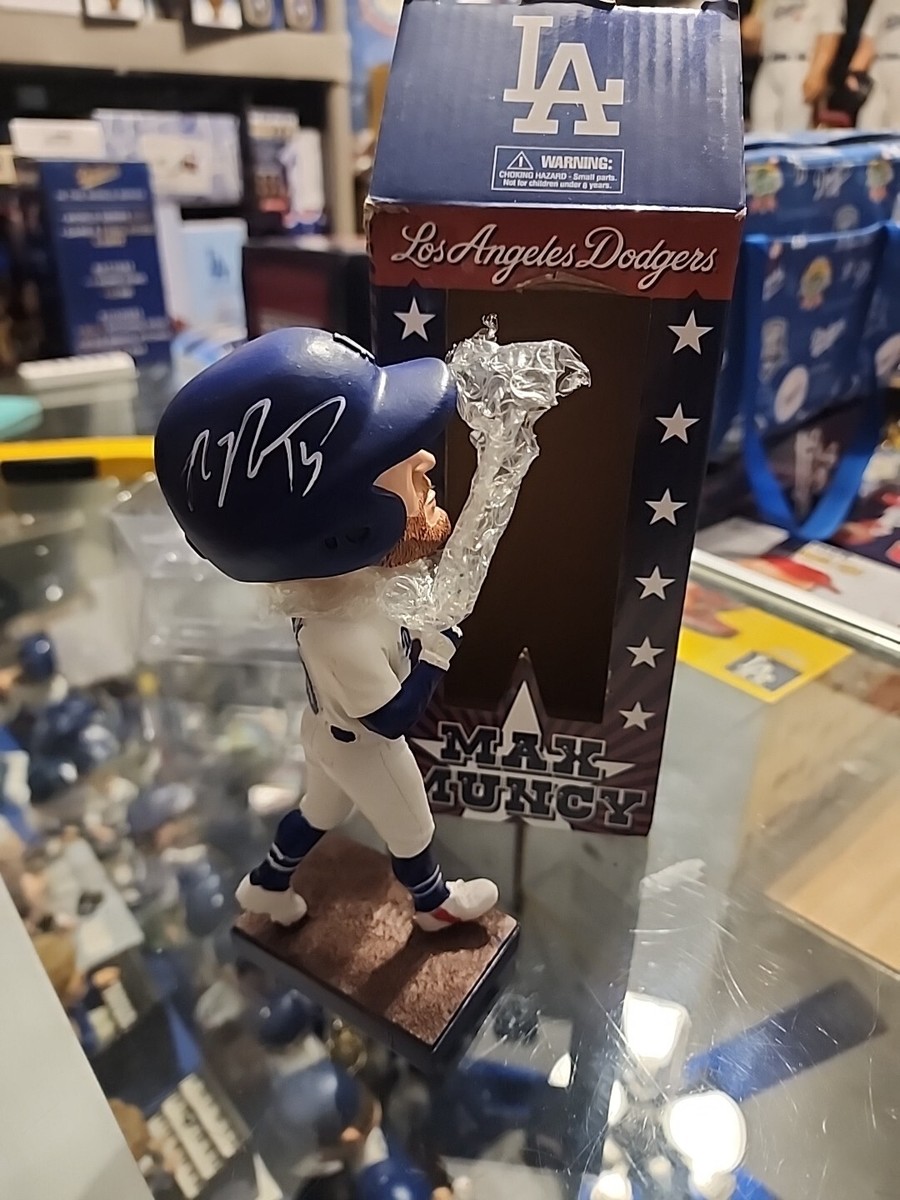 LA
WARNING:
CHOKING HAZARD - Small parts.
Not for children under 6 years.
Los Angeles Dodgers
MAX
MUNCY